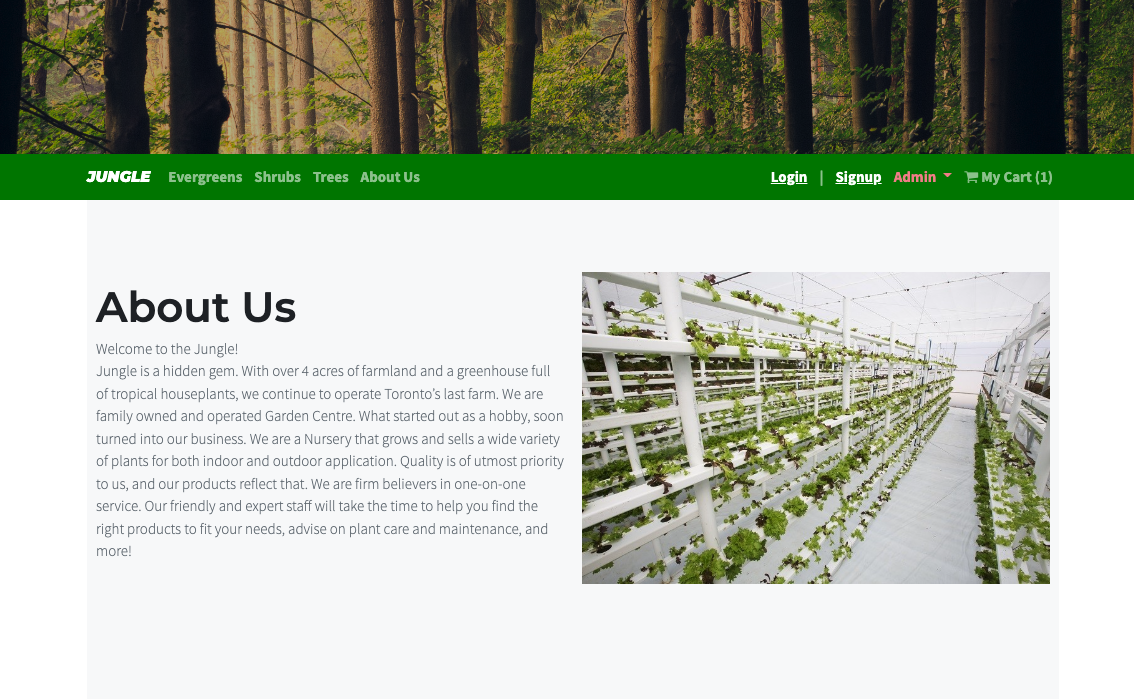 JUNGLE Evergreens Shrubs Trees About Us Login | Signup Admin My Cart (1)
About Us
Welcome to the Jungle!
Jungle is a hidden gem. With over 4 acres of farmland and a greenhouse full
of tropical houseplants, we continue to operate Toronto's last farm. We are
family owned and operated Garden Centre. What started out as a hobby, soon
turned into our business. We are a Nursery that grows and sells a wide variety
of plants for both indoor and outdoor application. Quality is of utmost priority
to us, and our products reflect that. We are firm believers in one-on-one
service. Our friendly and expert staff will take the time to help you find the
right products to fit your needs, advise on plant care and maintenance, and
more!